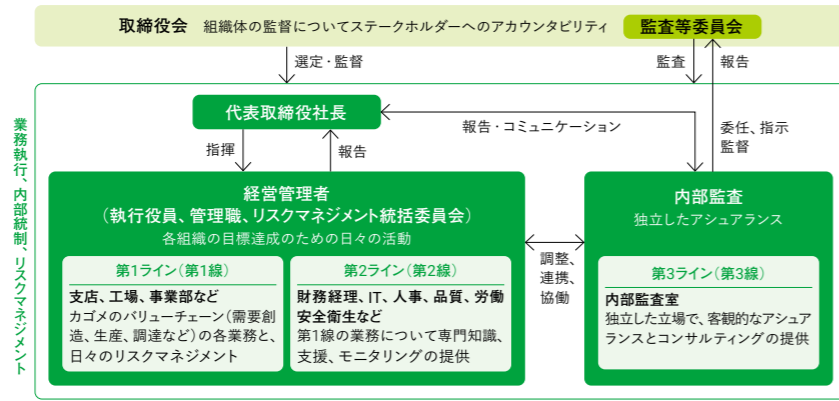 取締役会 組織体の監督についてステークホルダーへのアカウンタビリティ 監査等委員会
選定・監督
監査
報告
業務執行、内部統制、リスクマネジメント
代表取締役社長
報告・コミュニケーション
委任、指示
監督
指揮
報告
経営管理者
（執行役員、管理職、リスクマネジメント統括委員会）
各組織の目標達成のための日々の活動
第1ライン（第1線）
支店、工場、事業部など
カゴメのバリューチェーン（需要創
造、生産、調達など）の各業務と、
日々のリスクマネジメント
第2ライン（第2線）
財務経理、IT、人事、品質、労働
安全衛生など
第1線の業務について専門知識、
支援、モニタリングの提供
調整、
連携、
協働
内部監査
独立したアシュアランス
第3ライン（第3線）
内部監査室
独立した立場で、客観的なアシュア
ランスとコンサルティングの提供